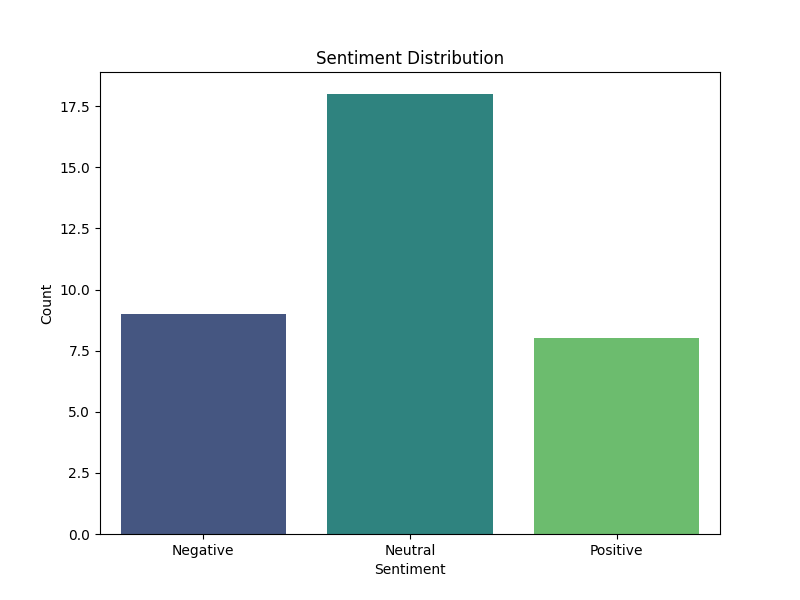 Sentiment Distribution
17.5
15.0
12.5
10.0
7.5
5.0
2.5
0.0
Count
Negative
Neutral
Positive
Sentiment